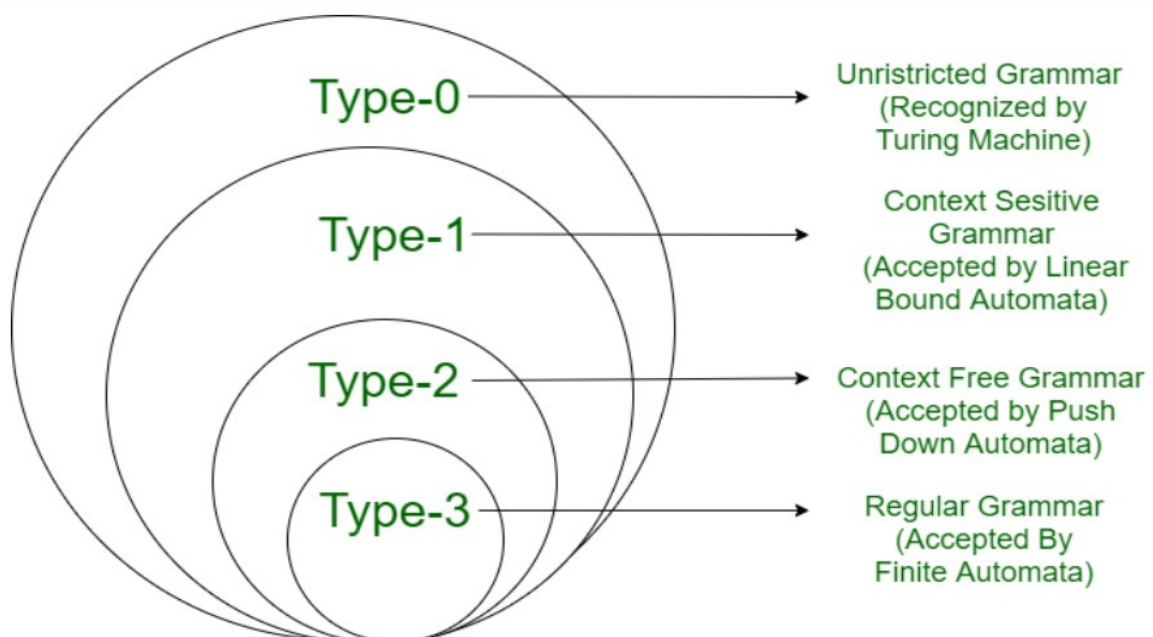 Type-0
Unristricted Grammar
(Recognized by
Turing Machine)
Type-1
Context Sesitive
Grammar
(Accepted by Linear
Bound Automata)
Type-2
Context Free Grammar
(Accepted by Push
Down Automata)
Type-3
Regular Grammar
(Accepted By
Finite Automata)